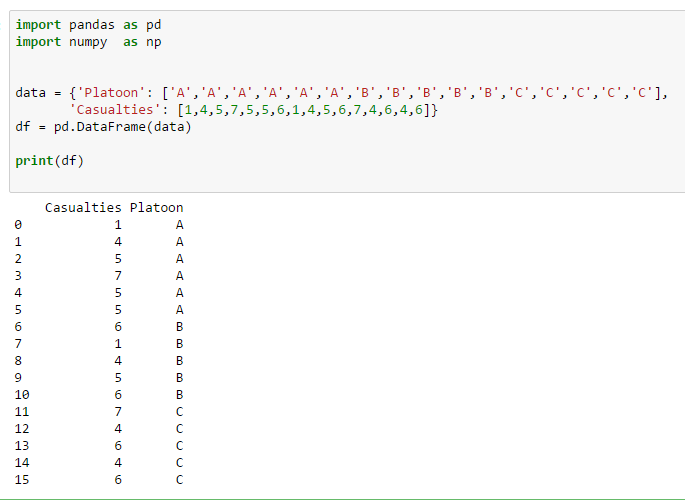 import pandas as pd
import numpy  as np
data = {'Platoon': ['A','A','A','A','A','A','B','B','B','B','B','C','C','C','C','C'],
       'Casualties': [1,4,5,7,5,5,6,1,4,5,6,7,4,6,4,6]}
df = pd.DataFrame(data)
print(df)
    Casualties Platoon
0            1       A
1            4       A
2            5       A
3            7       A
4            5       A
5            5       A
6            6       B
7            1       B
8            4       B
9            5       B
10           6       B
11           7       C
12           4       C
13           6       C
14           4       C
15           6       C